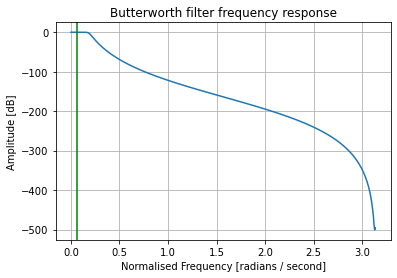 Butterworth filter frequency response
Amplitude [dB]
0
−100
−200
−300
−400
−500
0.0 0.5 1.0 1.5 2.0 2.5 3.0
Normalised Frequency [radians / second]